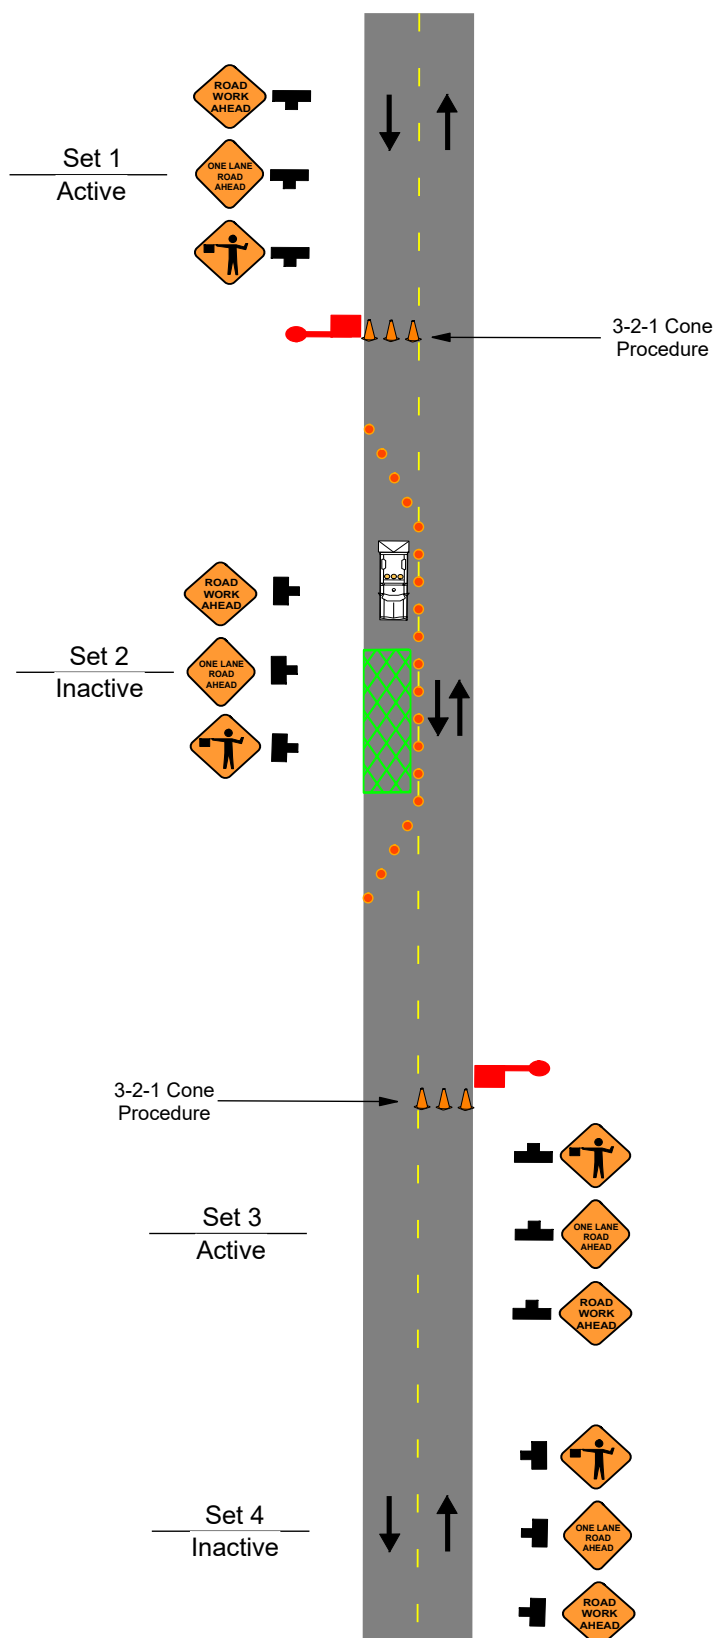 ROAD
WORK
AHEAD
Set 1
Active
ONE LANE
ROAD
AHEAD
3-2-1 Cone
Procedure
ROAD
WORK
AHEAD
Set 2
Inactive
ONE LANE
ROAD
AHEAD
3-2-1 Cone
Procedure
Set 3
Active
ONE LANE
ROAD
AHEAD
ROAD
WORK
AHEAD
Set 4
Inactive
ONE LANE
ROAD
AHEAD
ROAD
WORK
AHEAD